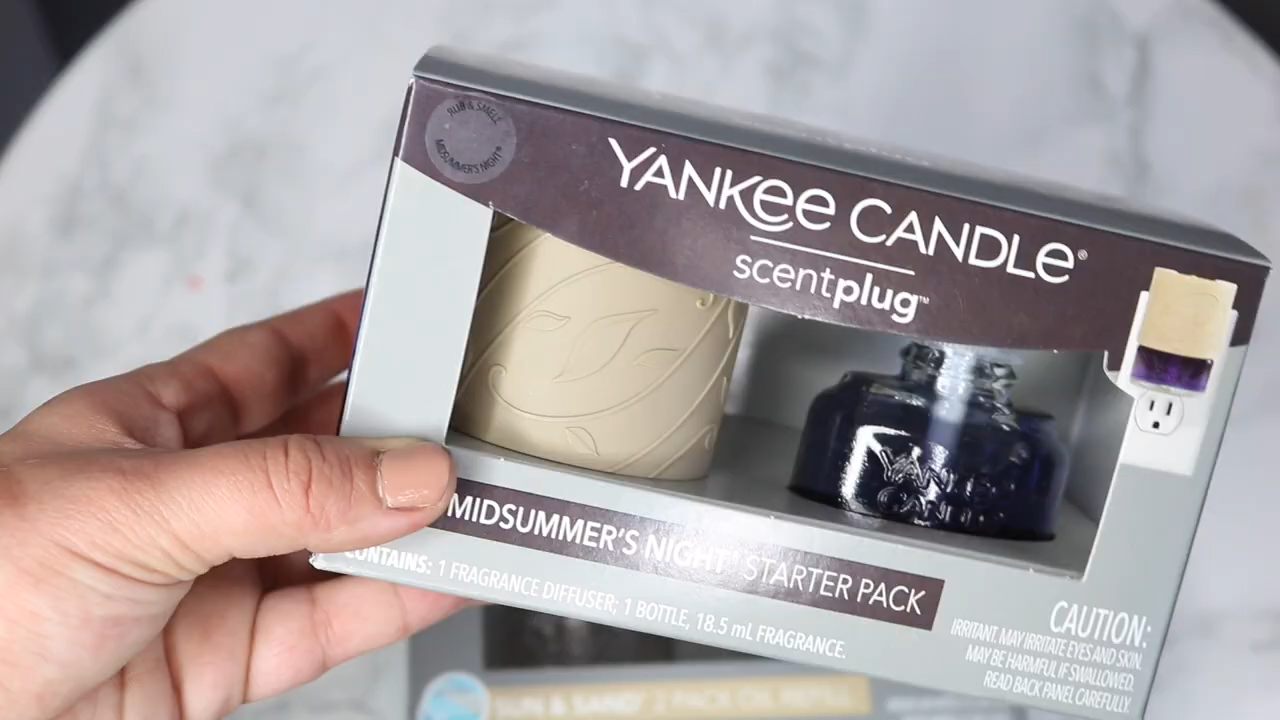 RUB & SMELL
MIDSUMMER'S NIGHT®
YANKEE CANDLE®
scentplug™
YANKEE
CANDLE
MIDSUMMER'S NIGHT® STARTER PACK
CONTAINS: 1 FRAGRANCE DIFFUSER; 1 BOTTLE, 18.5 mL FRAGRANCE.
CAUTION:
IRRITANT. MAY IRRITATE EYES AND SKIN.
MAY BE HARMFUL IF SWALLOWED.
READ BACK PANEL CAREFULLY.
SUN & SAND® 2 PACK OIL REFILL